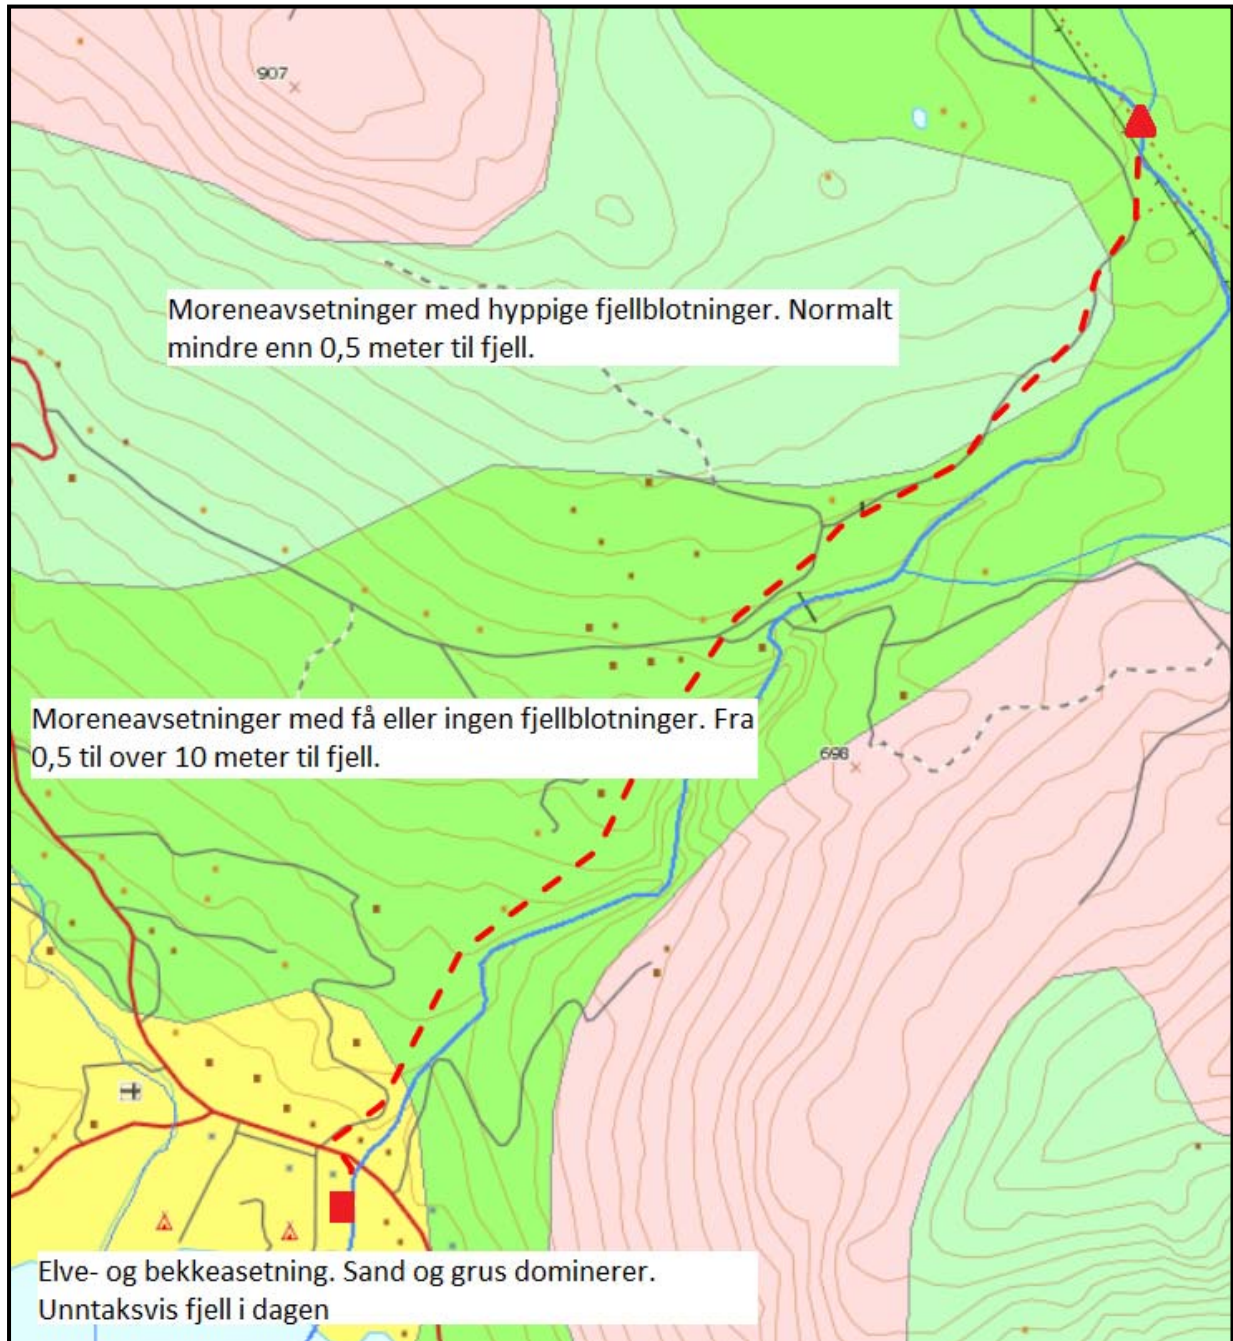 907
Moreneavsetninger med hyppige fjellblotninger. Normalt
mindre enn 0,5 meter til fjell.
Moreneavsetninger med få eller ingen fjellblotninger. Fra
0,5 til over 10 meter til fjell.
698
Elve- og bekkeasetning. Sand og grus dominerer.
Unntaksvis fjell i dagen